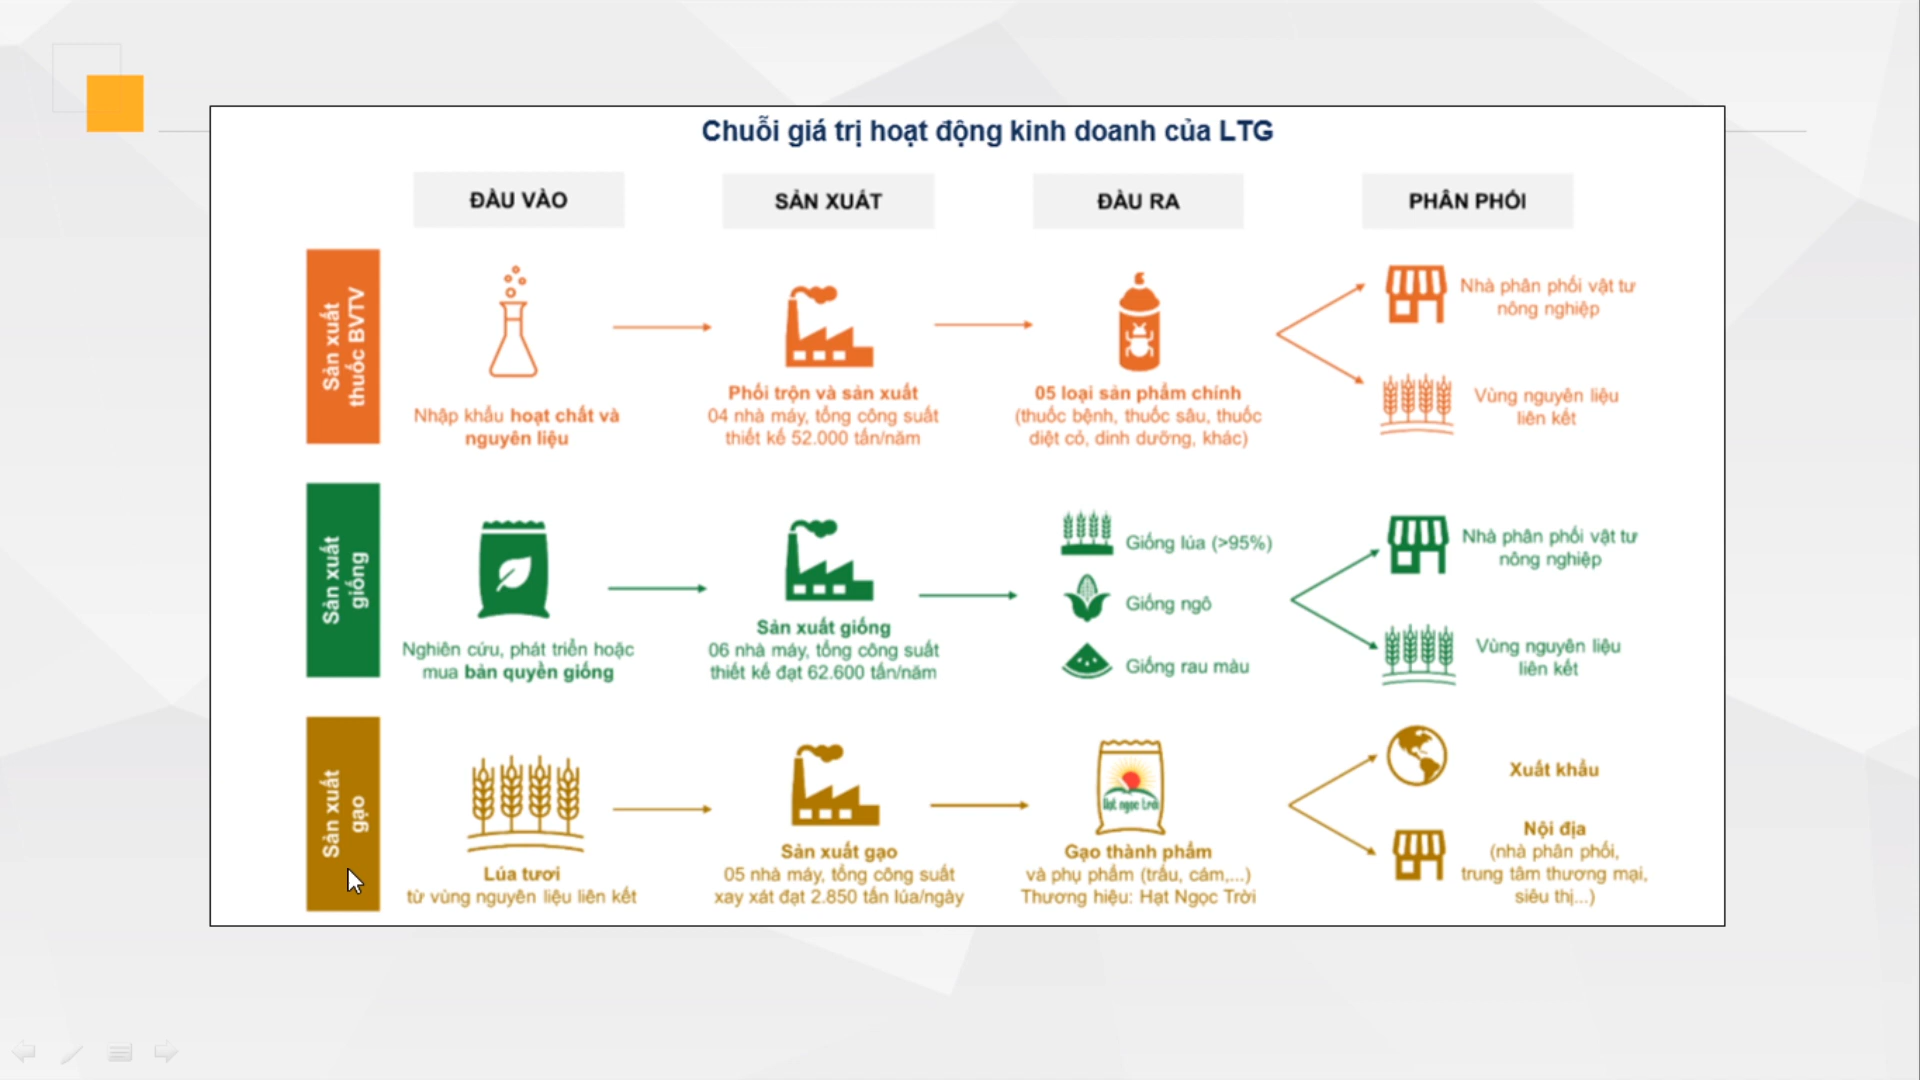 Chuỗi giá trị hoạt động kinh doanh của LTG
ĐẦU VÀO
SẢN XUẤT
ĐẦU RA
PHÂN PHỐI
Sản xuất
thuốc BVTV
Nhập khẩu hoạt chất và
nguyên liệu
Phối trộn và sản xuất
04 nhà máy, tổng công suất
thiết kế 52.000 tấn/năm
05 loại sản phẩm chính
(thuốc bệnh, thuốc sâu, thuốc
diệt cỏ, dinh dưỡng, khác)
Nhà phân phối vật tư
nông nghiệp
Vùng nguyên liệu
liên kết
Sản xuất
giống
Nghiên cứu, phát triển hoặc
mua bản quyền giống
Sản xuất giống
06 nhà máy, tổng công suất
thiết kế đạt 62.600 tấn/năm
Giống lúa (>95%)
Giống ngô
Giống rau màu
Nhà phân phối vật tư
nông nghiệp
Vùng nguyên liệu
liên kết
Sản xuất
gạo
Lúa tươi
từ vùng nguyên liệu liên kết
Sản xuất gạo
05 nhà máy, tổng công suất
xay xát đạt 2.850 tấn lúa/ngày
Hạt ngọc trời
Gạo thành phẩm
và phụ phẩm (trấu, cám,...)
Thương hiệu: Hạt Ngọc Trời
Xuất khẩu
Nội địa
(nhà phân phối,
trung tâm thương mại,
siêu thị...)